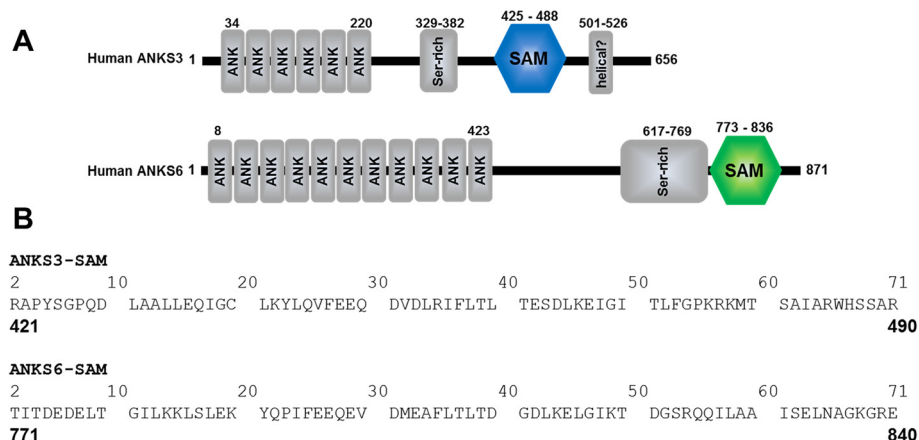 A
34 220 329-382 425 - 488 501-526
Human ANKS3 1 ANK ANK ANK ANK ANK ANK Ser-rich SAM helical? 656
8 423 617-769 773 - 836
Human ANKS6 1 ANK ANK ANK ANK ANK ANK ANK ANK ANK ANK ANK Ser-rich SAM 871
B
ANKS3-SAM
2 10 20 30 40 50 60 71
RAPYSGPQD LAALLEQIGC LKYLQVFEEQ DVDLRIFLTL TESDLKEIGI TLFGPKRKMT SAIARWHSSAR
421 490
ANKS6-SAM
2 10 20 30 40 50 60 71
TITDEDELT GILKKLSLEK YQPIFEEQEV DMEAFLTLTD GDLKELGIKT DGSRQQILAA ISELNAGKGRE
771 840